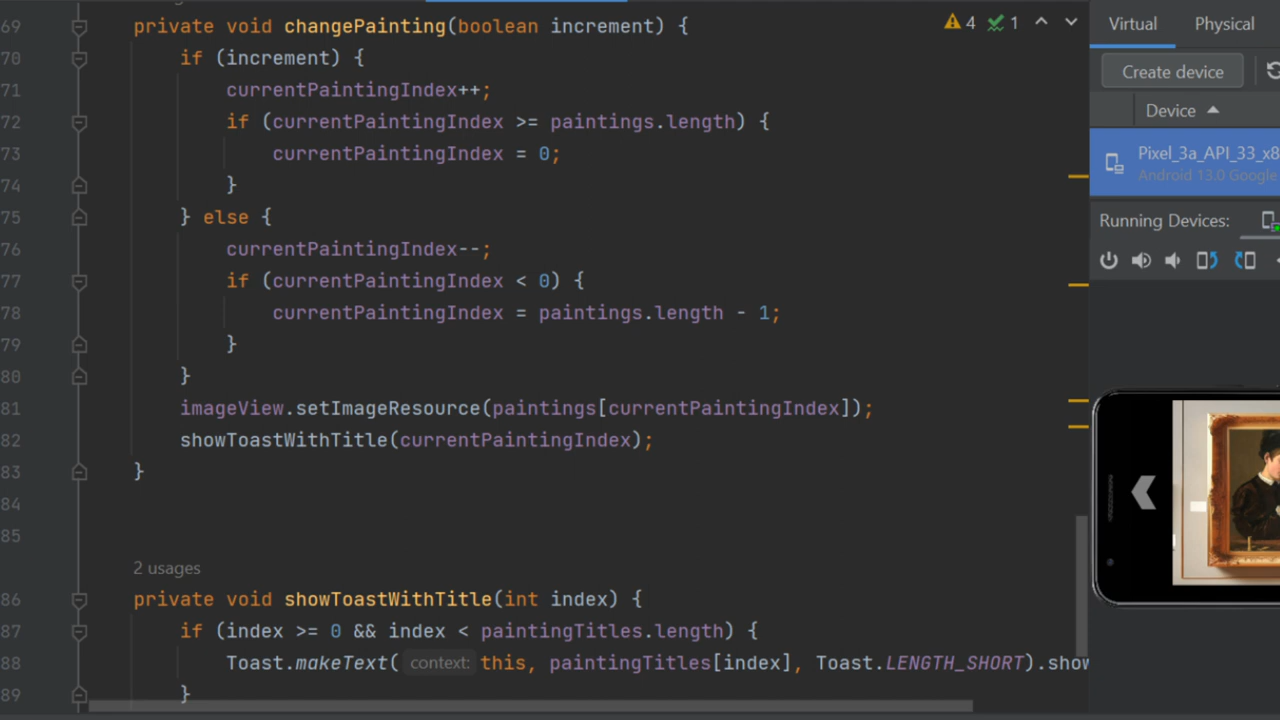 69 private void changePainting(boolean increment) {
4 1
70 if (increment) {
71 currentPaintingIndex++;
72 if (currentPaintingIndex >= paintings.length) {
73 currentPaintingIndex = 0;
74 }
75 } else {
76 currentPaintingIndex--;
77 if (currentPaintingIndex < 0) {
78 currentPaintingIndex = paintings.length - 1;
79 }
80 }
81 imageView.setImageResource(paintings[currentPaintingIndex]);
82 showToastWithTitle(currentPaintingIndex);
83 }
84
85
2 usages
86 private void showToastWithTitle(int index) {
87 if (index >= 0 && index < paintingTitles.length) {
88 Toast.makeText( context: this, paintingTitles[index], Toast.LENGTH_SHORT).show
89 }
Virtual Physical
Create device
Device
Pixel_3a_API_33_x8
Android 13.0 Google
Running Devices: